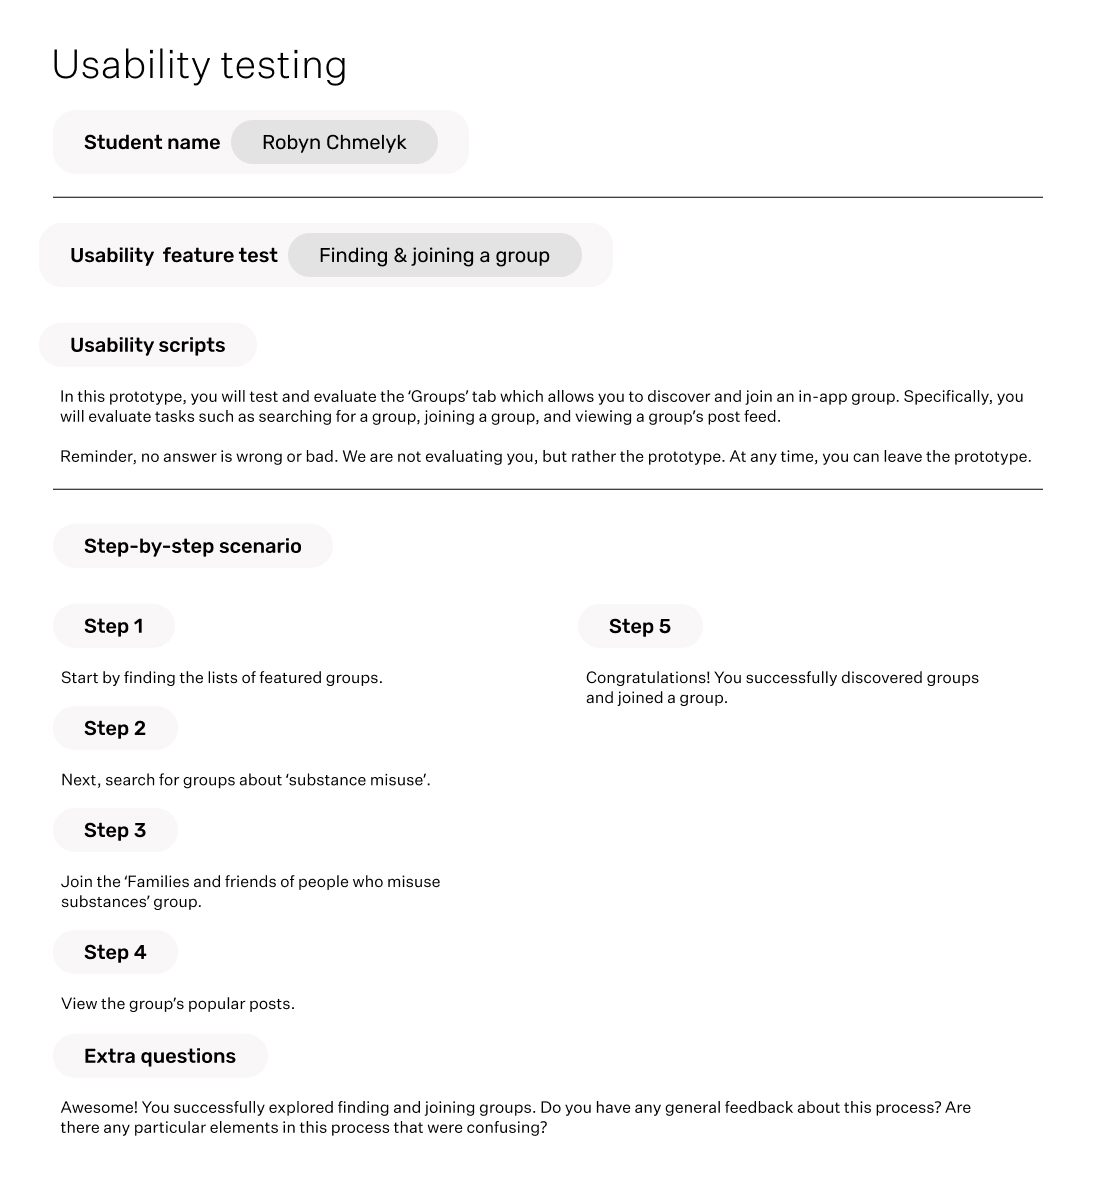 Usability testing
Student name Robyn Chmelyk
Usability feature test Finding & joining a group
Usability scripts
In this prototype, you will test and evaluate the ‘Groups’ tab which allows you to discover and join an in-app group. Specifically, you
will evaluate tasks such as searching for a group, joining a group, and viewing a group’s post feed.
Reminder, no answer is wrong or bad. We are not evaluating you, but rather the prototype. At any time, you can leave the prototype.
Step-by-step scenario
Step 1
Start by finding the lists of featured groups.
Step 2
Next, search for groups about ‘substance misuse’.
Step 3
Join the ‘Families and friends of people who misuse
substances’ group.
Step 4
View the group’s popular posts.
Step 5
Congratulations! You successfully discovered groups
and joined a group.
Extra questions
Awesome! You successfully explored finding and joining groups. Do you have any general feedback about this process? Are
there any particular elements in this process that were confusing?